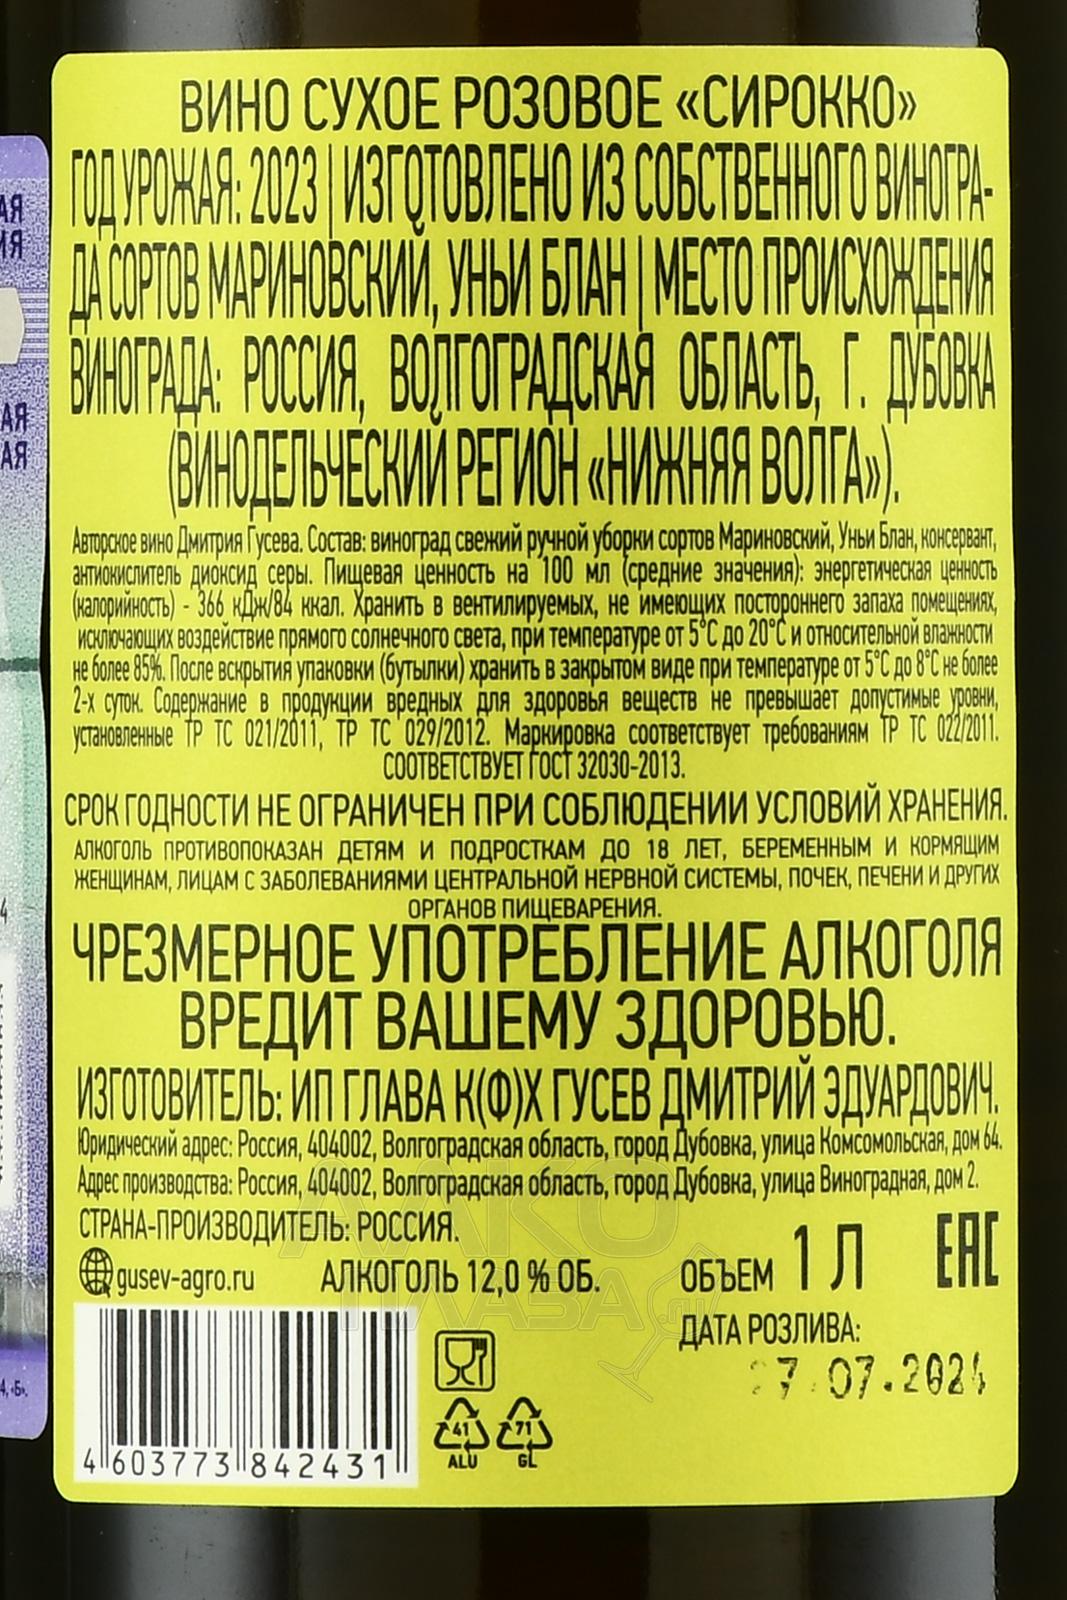 ВИНО СУХОЕ РОЗОВОЕ «СИРОККО»
ГОД УРОЖАЯ: 2023 | ИЗГОТОВЛЕНО ИЗ СОБСТВЕННОГО ВИНОГРА-
ДА СОРТОВ МАРИНОВСКИЙ, УНЬИ БЛАН | МЕСТО ПРОИСХОЖДЕНИЯ
ВИНОГРАДА: РОССИЯ, ВОЛГОГРАДСКАЯ ОБЛАСТЬ, Г. ДУБОВКА
(ВИНОДЕЛЬЧЕСКИЙ РЕГИОН «НИЖНЯЯ ВОЛГА»).
Авторское вино Дмитрия Гусева. Состав: виноград свежий ручной уборки сортов Мариновский, Уньи Блан, консервант,
антиокислитель диоксид серы. Пищевая ценность на 100 мл (средние значения): энергетическая ценность
(калорийность) - 366 кДж/84 ккал. Хранить в вентилируемых, не имеющих постороннего запаха помещениях,
исключающих воздействие прямого солнечного света, при температуре от 5°С до 20°С и относительной влажности
не более 85%. После вскрытия упаковки (бутылки) хранить в закрытом виде при температуре от 5°С до 8°С не более
2-х суток. Содержание в продукции вредных для здоровья веществ не превышает допустимые уровни,
установленные ТР ТС 021/2011, ТР ТС 029/2012. Маркировка соответствует требованиям ТР ТС 022/2011.
СООТВЕТСТВУЕТ ГОСТ 32030-2013.
СРОК ГОДНОСТИ НЕ ОГРАНИЧЕН ПРИ СОБЛЮДЕНИИ УСЛОВИЙ ХРАНЕНИЯ.
АЛКОГОЛЬ ПРОТИВОПОКАЗАН ДЕТЯМ И ПОДРОСТКАМ ДО 18 ЛЕТ, БЕРЕМЕННЫМ И КОРМЯЩИМ
ЖЕНЩИНАМ, ЛИЦАМ С ЗАБОЛЕВАНИЯМИ ЦЕНТРАЛЬНОЙ НЕРВНОЙ СИСТЕМЫ, ПОЧЕК, ПЕЧЕНИ И ДРУГИХ
ОРГАНОВ ПИЩЕВАРЕНИЯ.
ЧРЕЗМЕРНОЕ УПОТРЕБЛЕНИЕ АЛКОГОЛЯ
ВРЕДИТ ВАШЕМУ ЗДОРОВЬЮ.
ИЗГОТОВИТЕЛЬ: ИП ГЛАВА К(Ф)Х ГУСЕВ ДМИТРИЙ ЭДУАРДОВИЧ.
Юридический адрес: Россия, 404002, Волгоградская область, город Дубовка, улица Комсомольская, дом 64.
Адрес производства: Россия, 404002, Волгоградская область, город Дубовка, улица Виноградная, дом 2.
СТРАНА-ПРОИЗВОДИТЕЛЬ: РОССИЯ.
gusev-agro.ru АЛКОГОЛЬ 12,0 % ОБ. ОБЪЕМ 1 Л ЕАС
ДАТА РОЗЛИВА:
7.07.2024
41 71
ALU GL
4 603773 842431
АЛКО
ПЛАЗА.ru